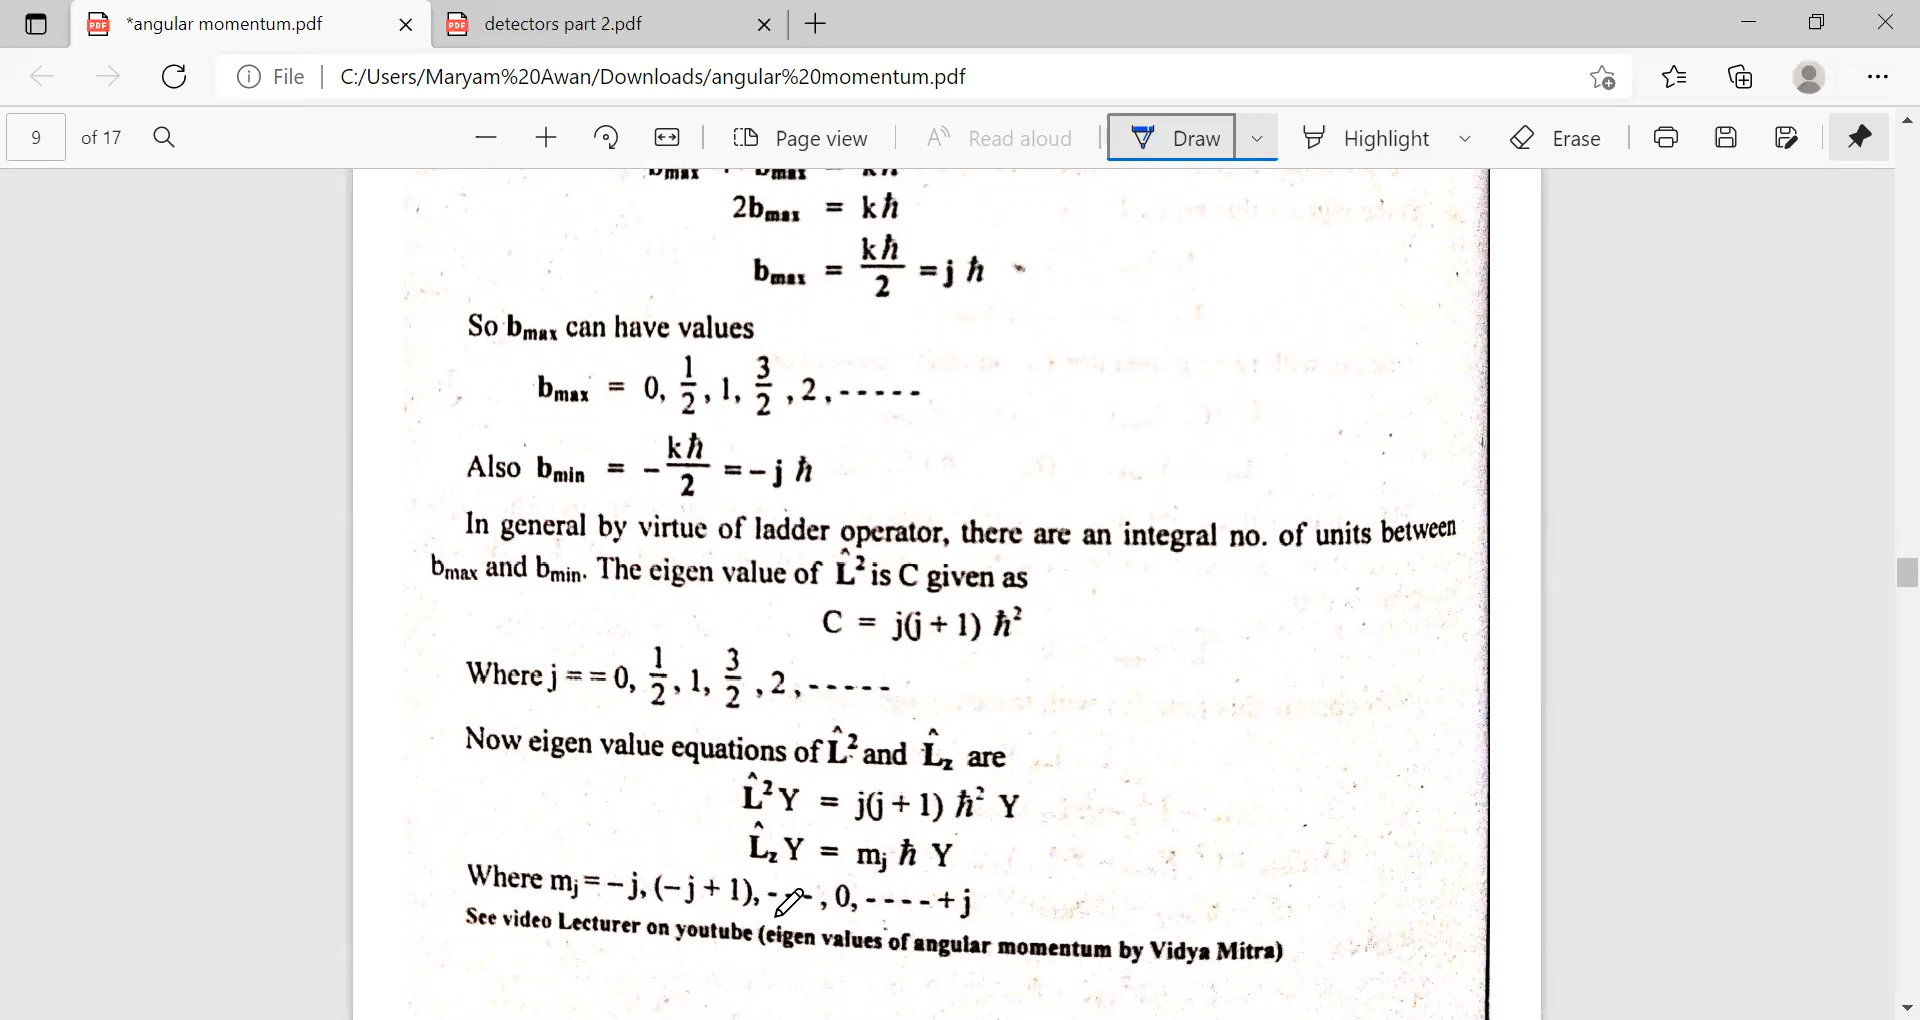 *angular momentum.pdf
detectors part 2.pdf
File | C:/Users/Maryam%20Awan/Downloads/angular%20momentum.pdf
9 of 17
Page view
Read aloud
Draw
Highlight
Erase
2bmax = kħ
bmax = kħ/2 = j ħ
So bmax can have values
bmax = 0, 1/2, 1, 3/2, 2, -----
Also bmin = - kħ/2 = - j ħ
In general by virtue of ladder operator, there are an integral no. of units between
bmax and bmin. The eigen value of L̂² is C given as
C = j(j + 1) ħ²
Where j = = 0, 1/2, 1, 3/2, 2, -----
Now eigen value equations of L̂² and L̂z are
L̂²Y = j(j + 1) ħ² Y
L̂z Y = mj ħ Y
Where mj = – j, (– j + 1), ---, 0, ---- + j
See video Lecturer on youtube (eigen values of angular momentum by Vidya Mitra)